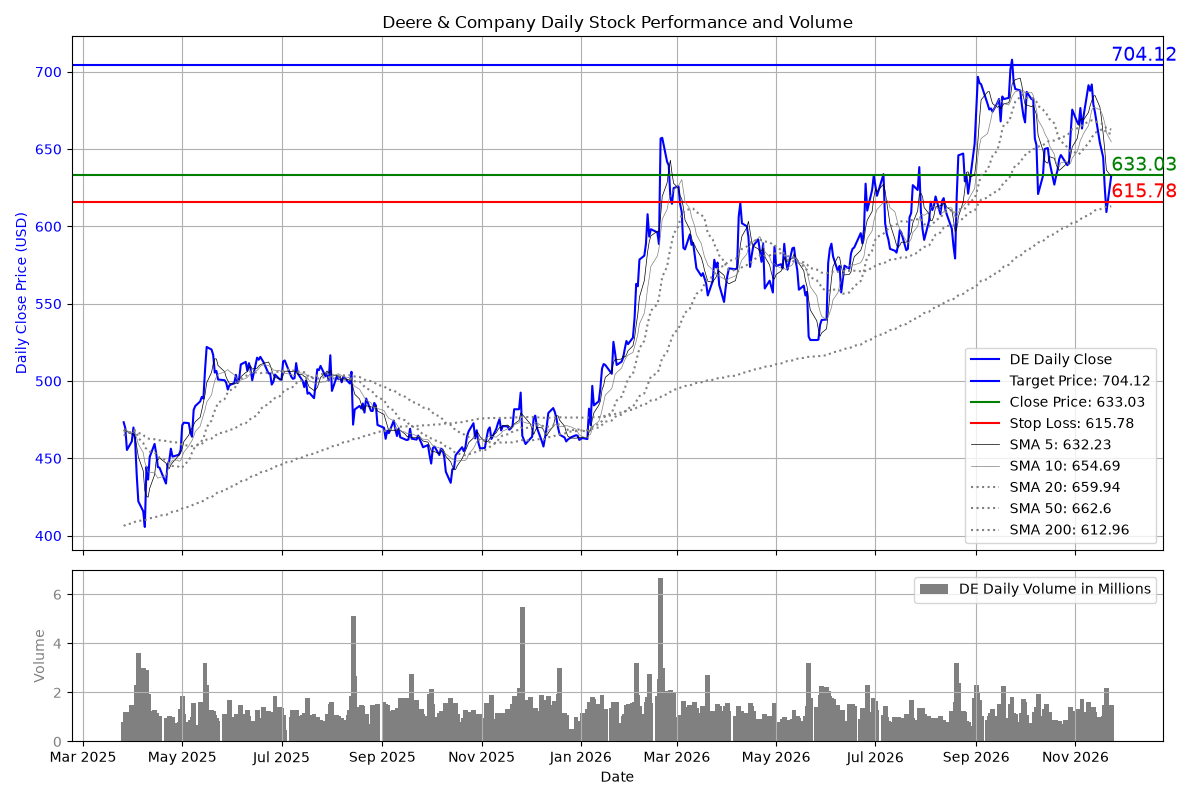 Deere & Company Daily Stock Performance and Volume
Daily Close Price (USD)
700
650
600
550
500
450
400
704.12
633.03
615.78
DE Daily Close
Target Price: 704.12
Close Price: 633.03
Stop Loss: 615.78
SMA 5: 632.23
SMA 10: 654.69
SMA 20: 659.94
SMA 50: 662.6
SMA 200: 612.96
Volume
6
4
2
0
DE Daily Volume in Millions
Mar 2025 May 2025 Jul 2025 Sep 2025 Nov 2025 Jan 2026 Mar 2026 May 2026 Jul 2026 Sep 2026 Nov 2026
Date